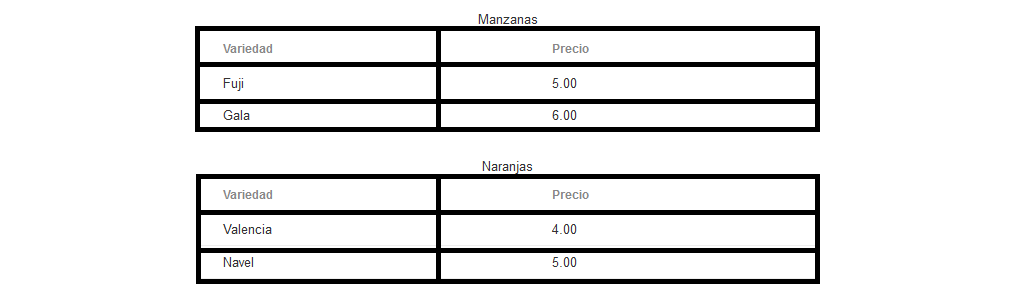 Manzanas
Variedad Precio
Fuji 5.00
Gala 6.00
Naranjas
Variedad Precio
Valencia 4.00
Navel 5.00